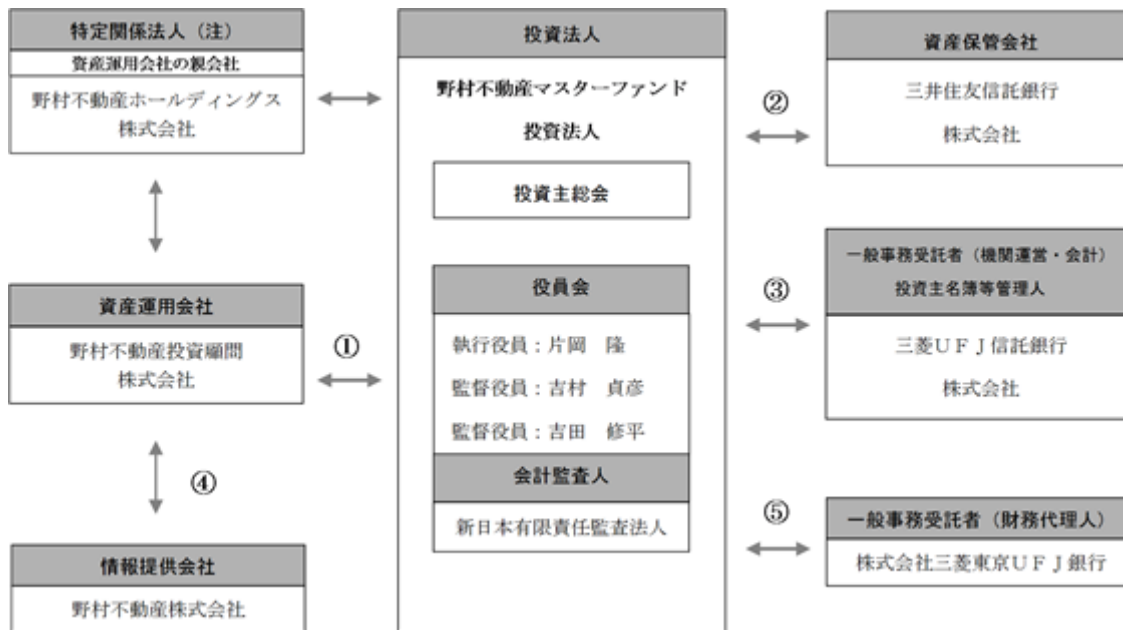 特定関係法人（注）
資産運用会社の親会社
野村不動産ホールディングス
株式会社
資産運用会社
野村不動産投資顧問
株式会社
①
④
情報提供会社
野村不動産株式会社
投資法人
野村不動産マスターファンド
投資法人
投資主総会
役員会
執行役員：片岡　隆
監督役員：吉村　貞彦
監督役員：吉田　修平
会計監査人
新日本有限責任監査法人
②
資産保管会社
三井住友信託銀行
株式会社
③
一般事務受託者（機関運営・会計）
投資主名簿等管理人
三菱ＵＦＪ信託銀行
株式会社
⑤
一般事務受託者（財務代理人）
株式会社三菱東京ＵＦＪ銀行